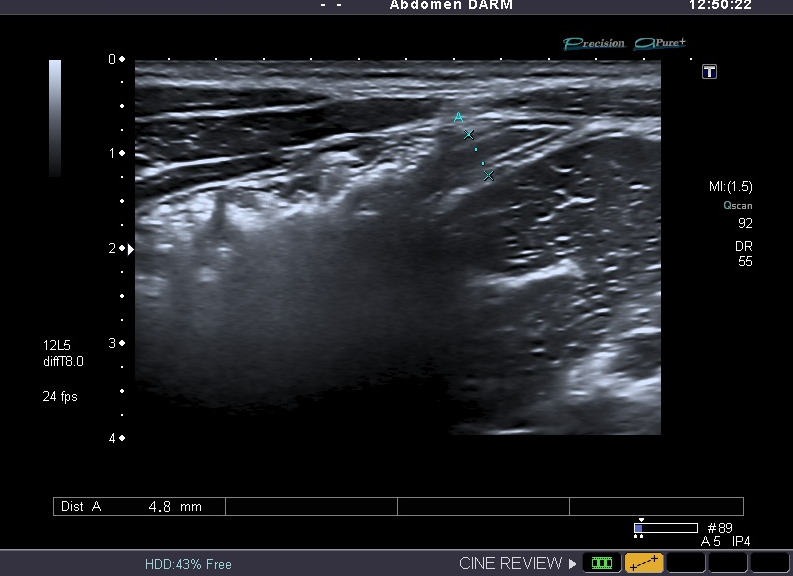 - - Abdomen DARM 12:50:22
Precision APure+
T
0
A
1
MI:(1.5)
Qscan
92
DR
55
2
3
12L5
diffT8.0
24 fps
4
Dist A 4.8 mm
#89
A 5 IP4
HDD:43% Free
CINE REVIEW